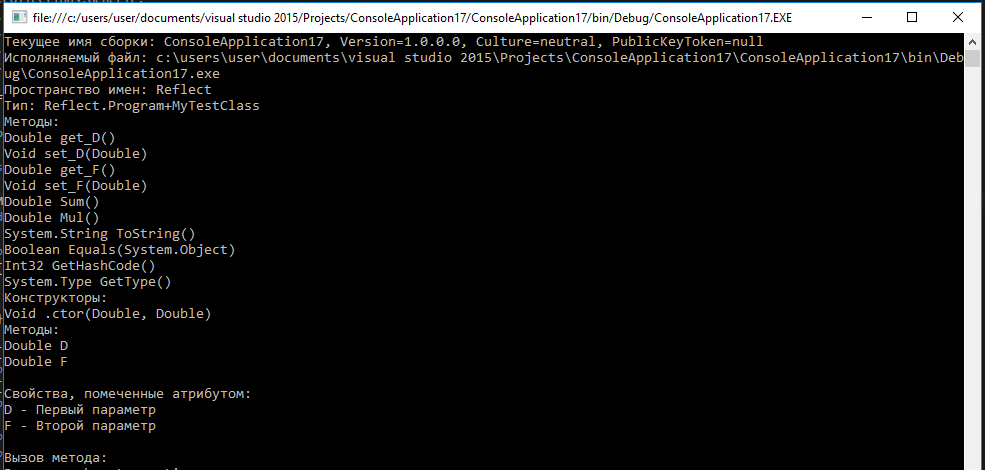 file:///c:/users/user/documents/visual studio 2015/Projects/ConsoleApplication17/ConsoleApplication17/bin/Debug/ConsoleApplication17.EXE
Текущее имя сборки: ConsoleApplication17, Version=1.0.0.0, Culture=neutral, PublicKeyToken=null
Исполяняемый файл: c:\users\user\documents\visual studio 2015\Projects\ConsoleApplication17\ConsoleApplication17\bin\Deb
ug\ConsoleApplication17.exe
Пространство имен: Reflect
Тип: Reflect.Program+MyTestClass
Методы:
Double get_D()
Void set_D(Double)
Double get_F()
Void set_F(Double)
Double Sum()
Double Mul()
System.String ToString()
Boolean Equals(System.Object)
Int32 GetHashCode()
System.Type GetType()
Конструкторы:
Void .ctor(Double, Double)
Методы:
Double D
Double F
Свойства, помеченные атрибутом:
D - Первый параметр
F - Второй параметр
Вызов метода: